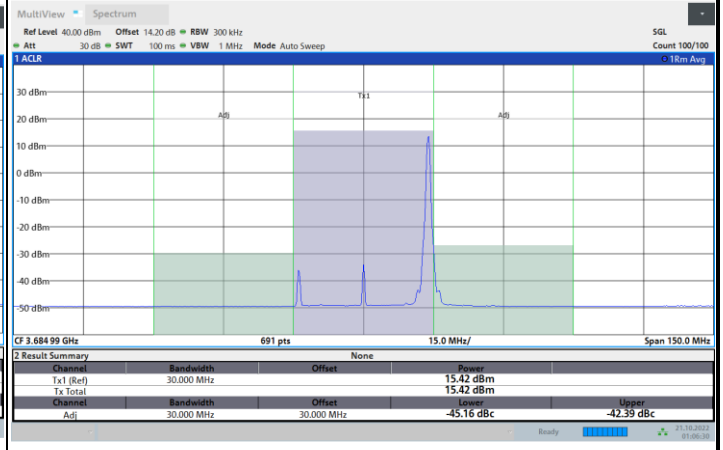 MultiView Spectrum
Ref Level 40.00 dBm Offset 14.20 dB RBW 300 kHz SGL
Att 30 dB SWT 100 ms VBW 1 MHz Mode Auto Sweep Count 100/100
1 ACLR 1Rm Avg
Tx1
Adj Adj
30 dBm
20 dBm
10 dBm
0 dBm
-10 dBm
-20 dBm
-30 dBm
-40 dBm
-50 dBm
CF 3.684 99 GHz 691 pts 15.0 MHz/ Span 150.0 MHz
2 Result Summary None
Channel Bandwidth Offset Power
Tx1 (Ref) 30.000 MHz 15.42 dBm
Tx Total 15.42 dBm
Channel Bandwidth Offset Lower Upper
Adj 30.000 MHz 30.000 MHz -45.16 dBc -42.39 dBc
Ready 21.10.2022
01:06:30